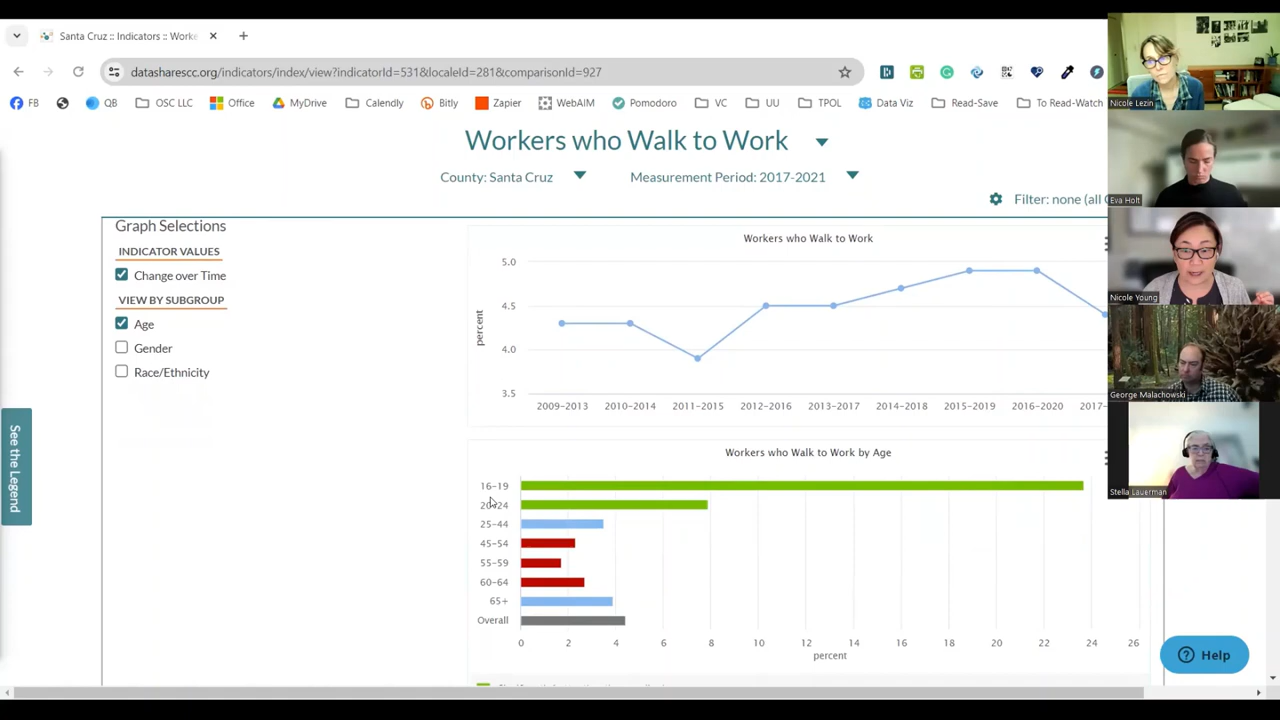 Santa Cruz :: Indicators :: Worke
datasharescc.org/indicators/index/view?indicatorId=531&localeId=281&comparisonId=927
FB
QB
OSC LLC
Office
MyDrive
Calendly
Bitly
Zapier
WebAIM
Pomodoro
VC
UU
TPOL
Data Viz
Read-Save
To Read-Watch
Workers who Walk to Work
County: Santa Cruz
Measurement Period: 2017-2021
Filter: none (all
Graph Selections
INDICATOR VALUES
Change over Time
VIEW BY SUBGROUP
Age
Gender
Race/Ethnicity
See the Legend
Workers who Walk to Work
percent
5.0
4.5
4.0
3.5
2009-2013 2010-2014 2011-2015 2012-2016 2013-2017 2014-2018 2015-2019 2016-2020 2017-
Workers who Walk to Work by Age
16-19
20-24
25-44
45-54
55-59
60-64
65+
Overall
0 2 4 6 8 10 12 14 16 18 20 22 24 26
percent
Help
Nicole Lezin
Eva Holt
Nicole Young
George Malachowski
Stella Lauerman